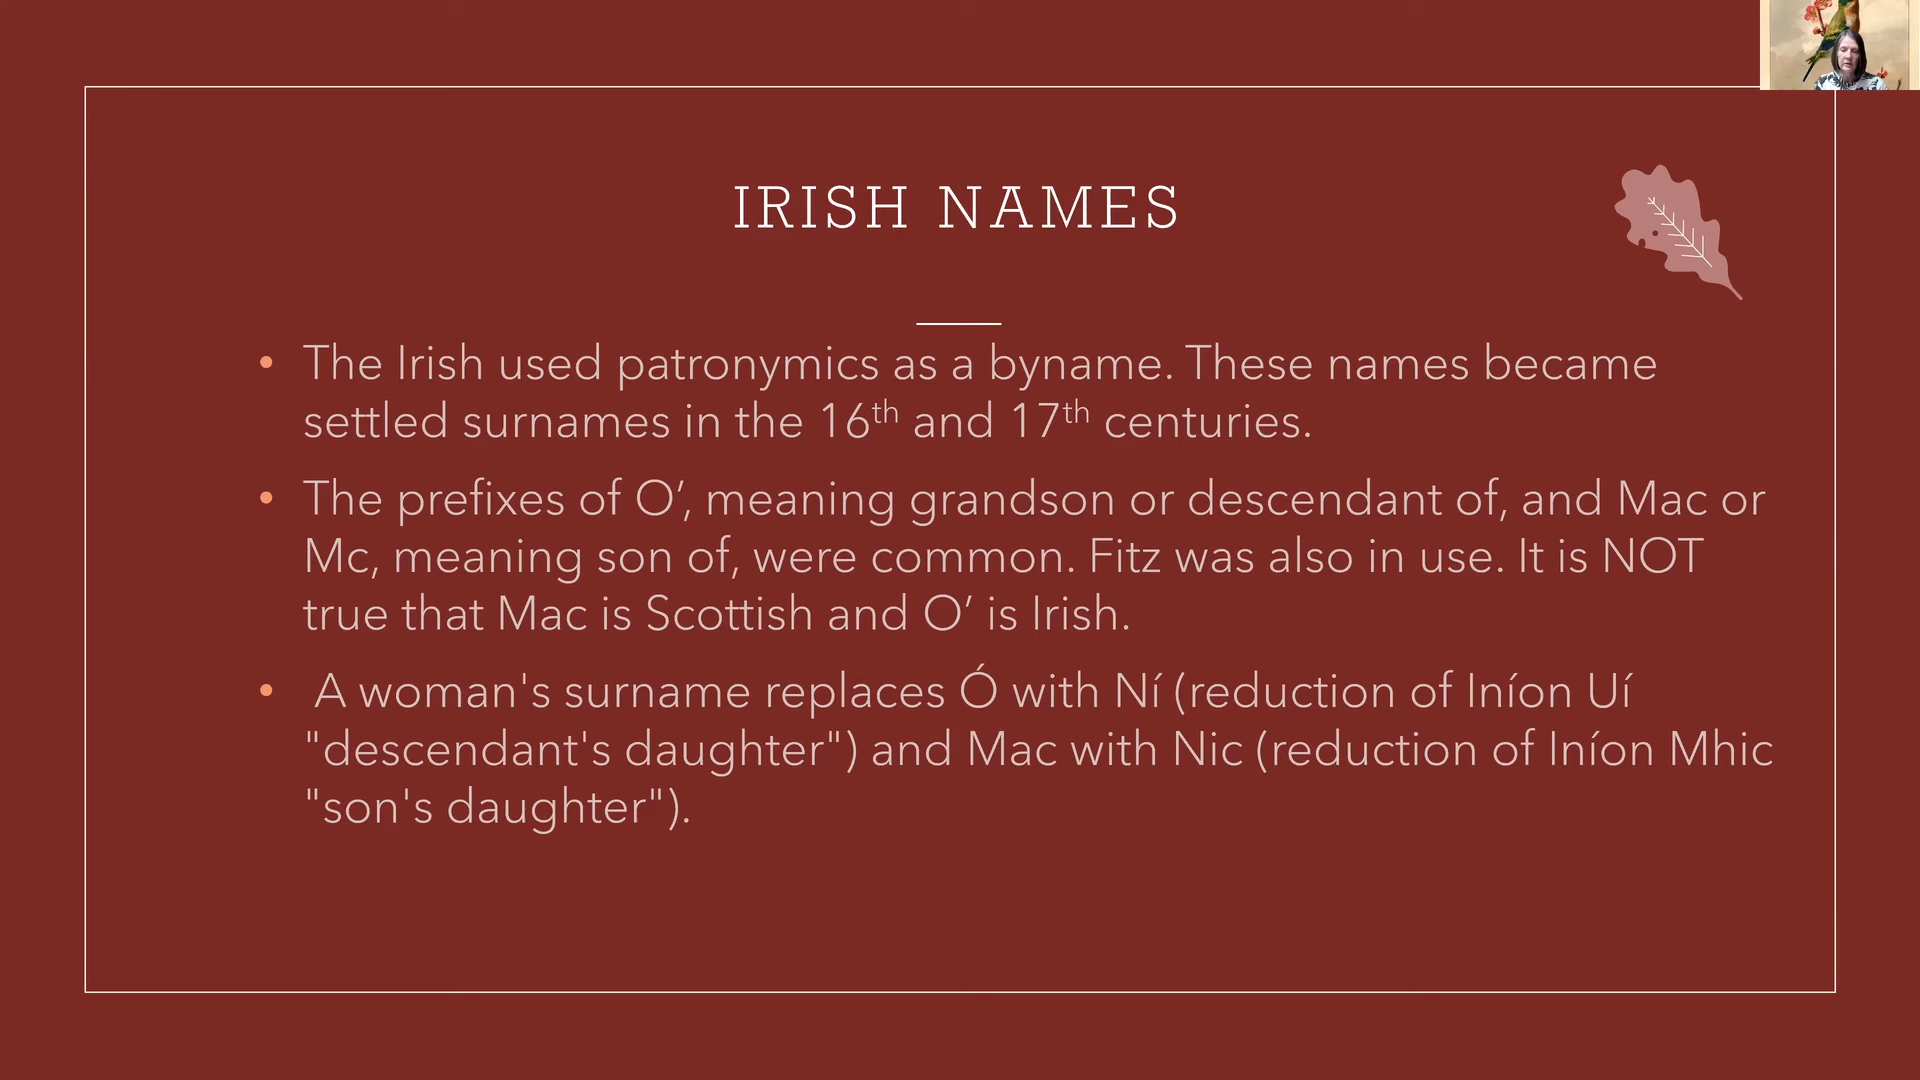 IRISH NAMES
• The Irish used patronymics as a byname. These names became
settled surnames in the 16th and 17th centuries.
• The prefixes of O’, meaning grandson or descendant of, and Mac or
Mc, meaning son of, were common. Fitz was also in use. It is NOT
true that Mac is Scottish and O’ is Irish.
• A woman's surname replaces Ó with Ní (reduction of Iníon Uí
"descendant's daughter") and Mac with Nic (reduction of Iníon Mhic
"son's daughter").